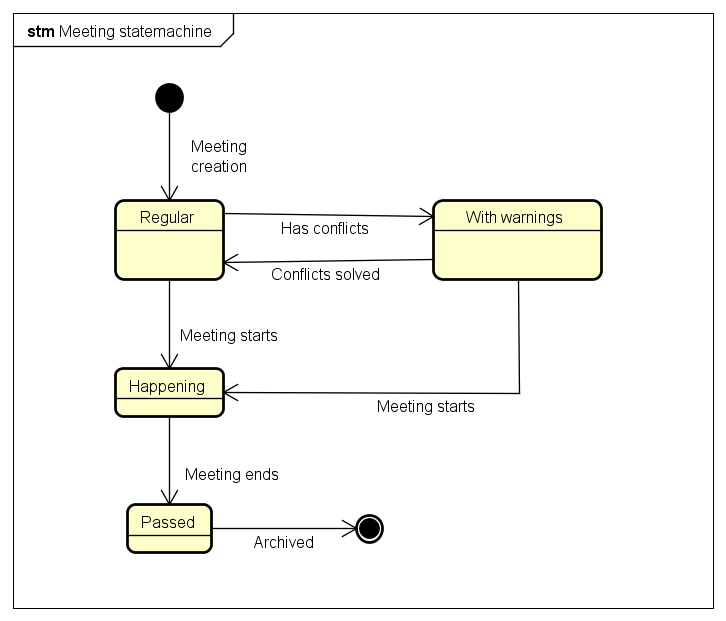 stm Meeting statemachine
Meeting
creation
Regular
With warnings
Has conflicts
Conflicts solved
Meeting starts
Happening
Meeting starts
Meeting ends
Passed
Archived